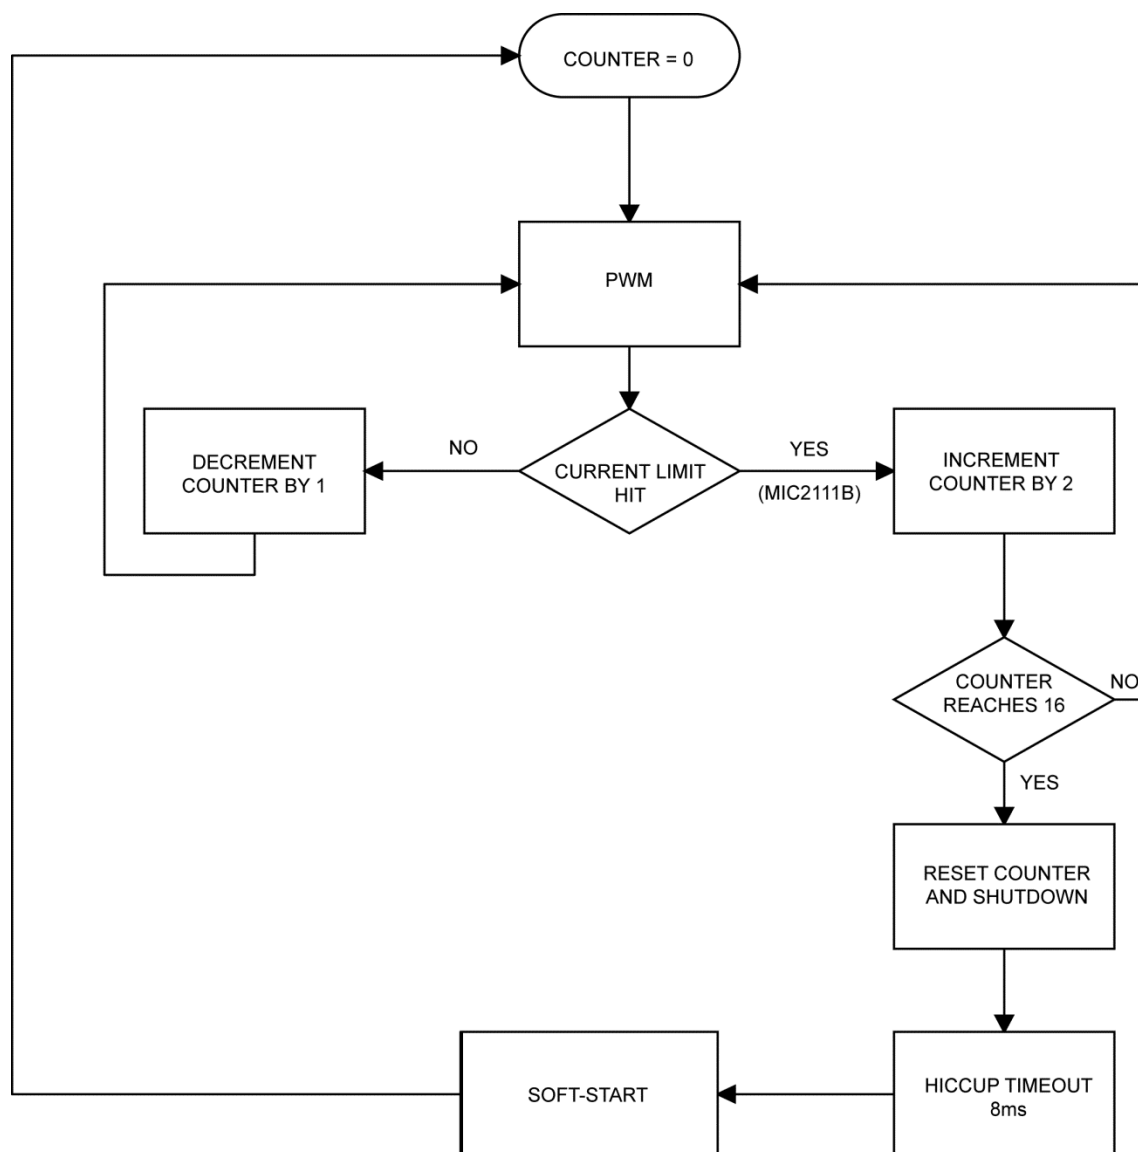 COUNTER = 0
PWM
DECREMENT
COUNTER BY 1
NO
CURRENT LIMIT
HIT
YES
(MIC2111B)
INCREMENT
COUNTER BY 2
COUNTER
REACHES 16
NO
YES
RESET COUNTER
AND SHUTDOWN
SOFT-START
HICCUP TIMEOUT
8ms